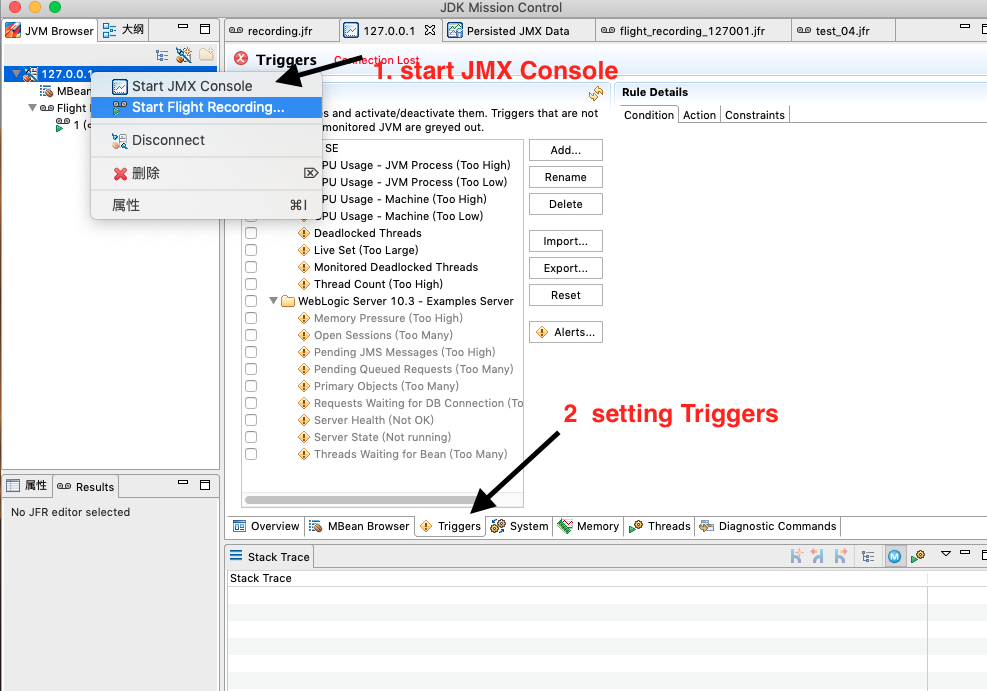 JDK Mission Control
JVM Browser
大纲
recording.jfr
127.0.0.1
Persisted JMX Data
flight_recording_127001.jfr
test_04.jfr
127.0.0.1
MBean
Flight
1 (
Start JMX Console
Start Flight Recording...
Disconnect
删除
属性
⌘I
Triggers
Connection Lost
1. start JMX Console
es and activate/deactivate them. Triggers that are not
monitored JVM are greyed out.
SE
CPU Usage - JVM Process (Too High)
CPU Usage - JVM Process (Too Low)
CPU Usage - Machine (Too High)
CPU Usage - Machine (Too Low)
Deadlocked Threads
Live Set (Too Large)
Monitored Deadlocked Threads
Thread Count (Too High)
WebLogic Server 10.3 - Examples Server
Memory Pressure (Too High)
Open Sessions (Too Many)
Pending JMS Messages (Too High)
Pending Queued Requests (Too Many)
Primary Objects (Too Many)
Requests Waiting for DB Connection (To
Server Health (Not OK)
Server State (Not running)
Threads Waiting for Bean (Too Many)
Add...
Rename
Delete
Import...
Export...
Reset
Alerts...
Rule Details
Condition
Action
Constraints
2 setting Triggers
Overview
MBean Browser
Triggers
System
Memory
Threads
Diagnostic Commands
属性
Results
No JFR editor selected
Stack Trace
Stack Trace